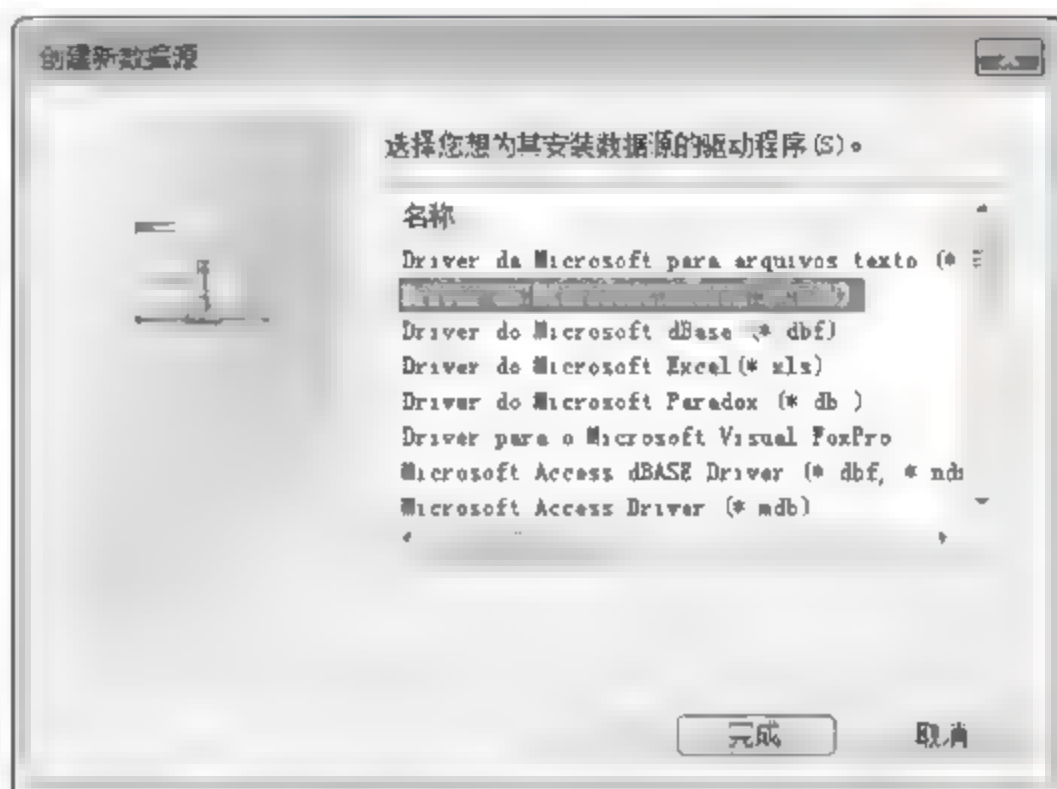 创建新数据源
选择您想为其安装数据源的驱动程序(S)。
名称
Driver da Microsoft para arquivos texto (*
Driver do Microsoft dBase (* dbf)
Driver do Microsoft Excel(* xls)
Driver do Microsoft Paradox (* db )
Driver para o Microsoft Visual FoxPro
Microsoft Access dBASE Driver (* dbf, * nd
Microsoft Access Driver (* mdb)
完成 取消